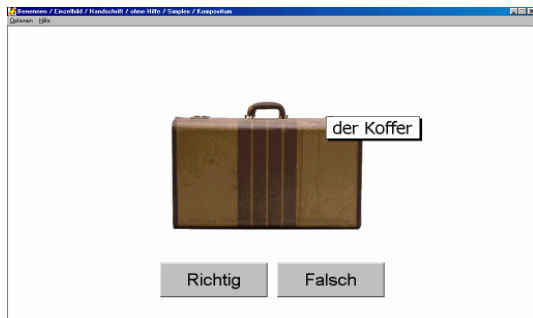 Benennen / Einzelbild / Handschrift / ohne Hilfe / Simplex / Kompositum
Optionen Hilfe
der Koffer
Richtig Falsch